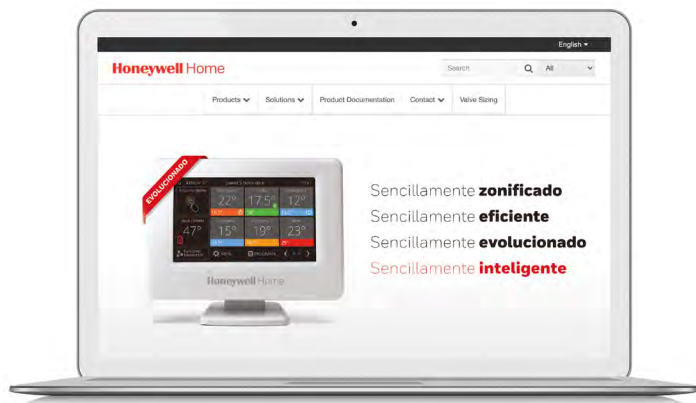 English
Honeywell Home
Search
All
Products
Solutions
Product Documentation
Contact
Valve Sizing
EVOLUCIONADO
22° 17.5° 12°
47° 15° 19° 23°
Honeywell Home
Sencillamente zonificado
Sencillamente eficiente
Sencillamente evolucionado
Sencillamente inteligente